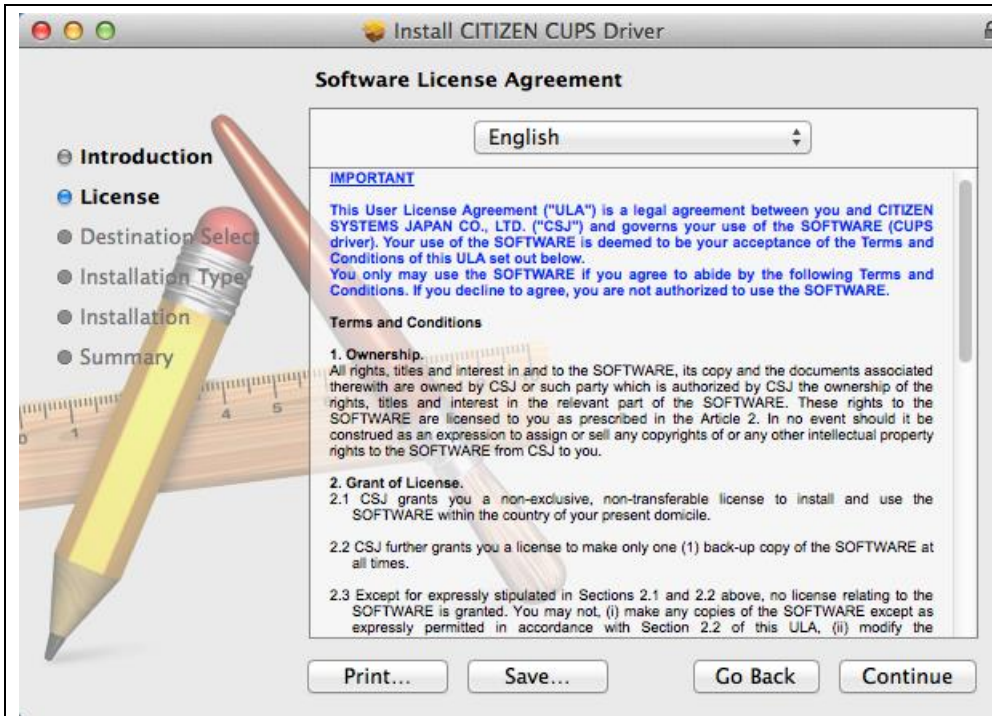 Install CITIZEN CUPS Driver
Software License Agreement
English
Introduction
License
Destination Select
Installation Type
Installation
Summary
IMPORTANT
This User License Agreement ("ULA") is a legal agreement between you and CITIZEN
SYSTEMS JAPAN CO., LTD. ("CSJ") and governs your use of the SOFTWARE (CUPS
driver). Your use of the SOFTWARE is deemed to be your acceptance of the Terms and
Conditions of this ULA set out below.
You only may use the SOFTWARE if you agree to abide by the following Terms and
Conditions. If you decline to agree, you are not authorized to use the SOFTWARE.
Terms and Conditions
1. Ownership.
All rights, titles and interest in and to the SOFTWARE, its copy and the documents associated
therewith are owned by CSJ or such party which is authorized by CSJ the ownership of the
rights, titles and interest in the relevant part of the SOFTWARE. These rights to the
SOFTWARE are licensed to you as prescribed in the Article 2. In no event should it be
construed as an expression to assign or sell any copyrights of or any other intellectual property
rights to the SOFTWARE from CSJ to you.
2. Grant of License.
2.1 CSJ grants you a non-exclusive, non-transferable license to install and use the
SOFTWARE within the country of your present domicile.
2.2 CSJ further grants you a license to make only one (1) back-up copy of the SOFTWARE at
all times.
2.3 Except for expressly stipulated in Sections 2.1 and 2.2 above, no license relating to the
SOFTWARE is granted. You may not, (i) make any copies of the SOFTWARE except as
expressly permitted in accordance with Section 2.2 of this ULA, (ii) modify the
0 1 4 5
Print...
Save...
Go Back
Continue